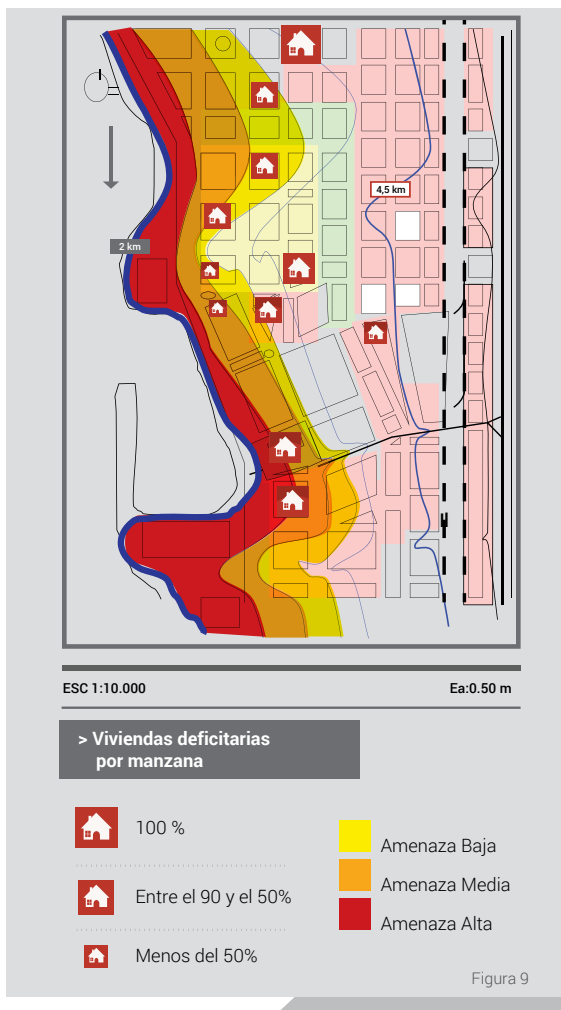 4,5 km
2 km
ESC 1:10.000
Ea:0.50 m
> Viviendas deficitarias
por manzana
100 %
Entre el 90 y el 50%
Menos del 50%
Amenaza Baja
Amenaza Media
Amenaza Alta
Figura 9